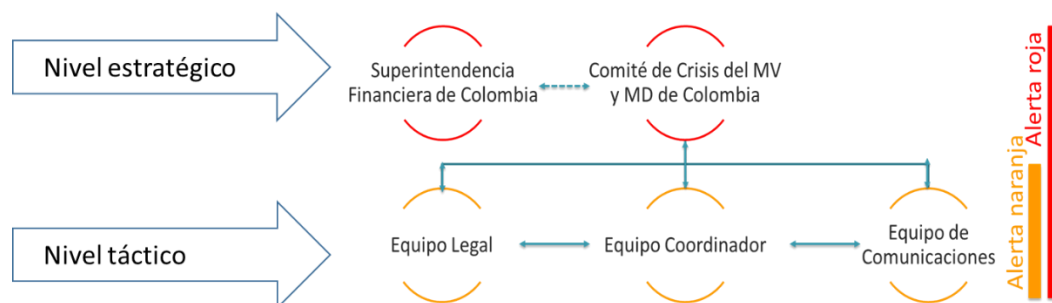 Nivel estratégico
Superintendencia
Financiera de Colombia
Comité de Crisis del MV
y MD de Colombia
Alerta roja
Nivel táctico
Equipo Legal
Equipo Coordinador
Equipo de
Comunicaciones
Alerta naranja